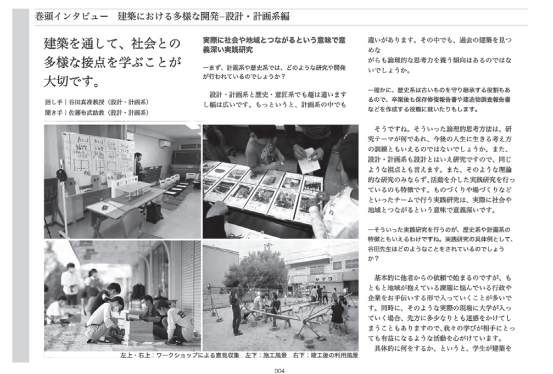 巻頭インタビュー　建築における多様な開発–設計・計画系編
建築を通して、社会との
多様な接点を学ぶことが
大切です。
話し手｜谷田真准教授（設計・計画系）
聞き手｜佐藤布武助教（設計・計画系）
実際に社会や地域とつながるという意味で意
義深い実践研究
―まず、計画系や歴史系では、どのような研究や開発
が行われているのでしょうか？
設計・計画系と歴史・意匠系でも幅は違います
し幅は広いです。もっというと、計画系の中でも
違いがあります。その中でも、過去の建築を見つ
めな
がらも論理的な思考力を養う傾向はあるのではな
いでしょうか。
―確かに、歴史系は古いものを守り継承する役割もあ
るので、卒業後も保存修復報告書や建造物調査報告書
などを作成する役職に就いたりもします。
そうですね。そういった論理的思考方法は、研
究テーマが何であれ、今後の人生に生きる考え方
の訓練ともいえるのではないでしょうか。また、
設計・計画系も設計とはいえ研究ですので、同じ
ような視点とも言えます。また、そのような理論
的な研究のみならず、活動を介した実践研究を行っ
ているのも特徴です。ものづくりや場づくりなど
といったチームで行う実践研究は、実際に社会や
地域とつながるという意味で意義深いです。
―そういった実践研究を行うのが、歴史系や計画系の
特徴ともいえるわけですね。実践研究の具体例として、
谷田先生はどのようなことをされているのでしょう
か？
基本的に他者からの依頼で始まるのですが、も
ともと地域が抱えている課題に悩んでいる行政や
企業をお手伝いする形で入っていくことが多いで
す。同時に、そのような実際の現場に大学が入っ
ていく場合、先方に多少なりとも迷惑をかけてし
まうこともありますので、我々の学びが相手にとっ
ても有益になるような活動を心がけています。
具体的に何をするか、というと、学生が建築を
左上・右上：ワークショップによる意見収集　左下：施工風景　右下：竣工後の利用風景
004